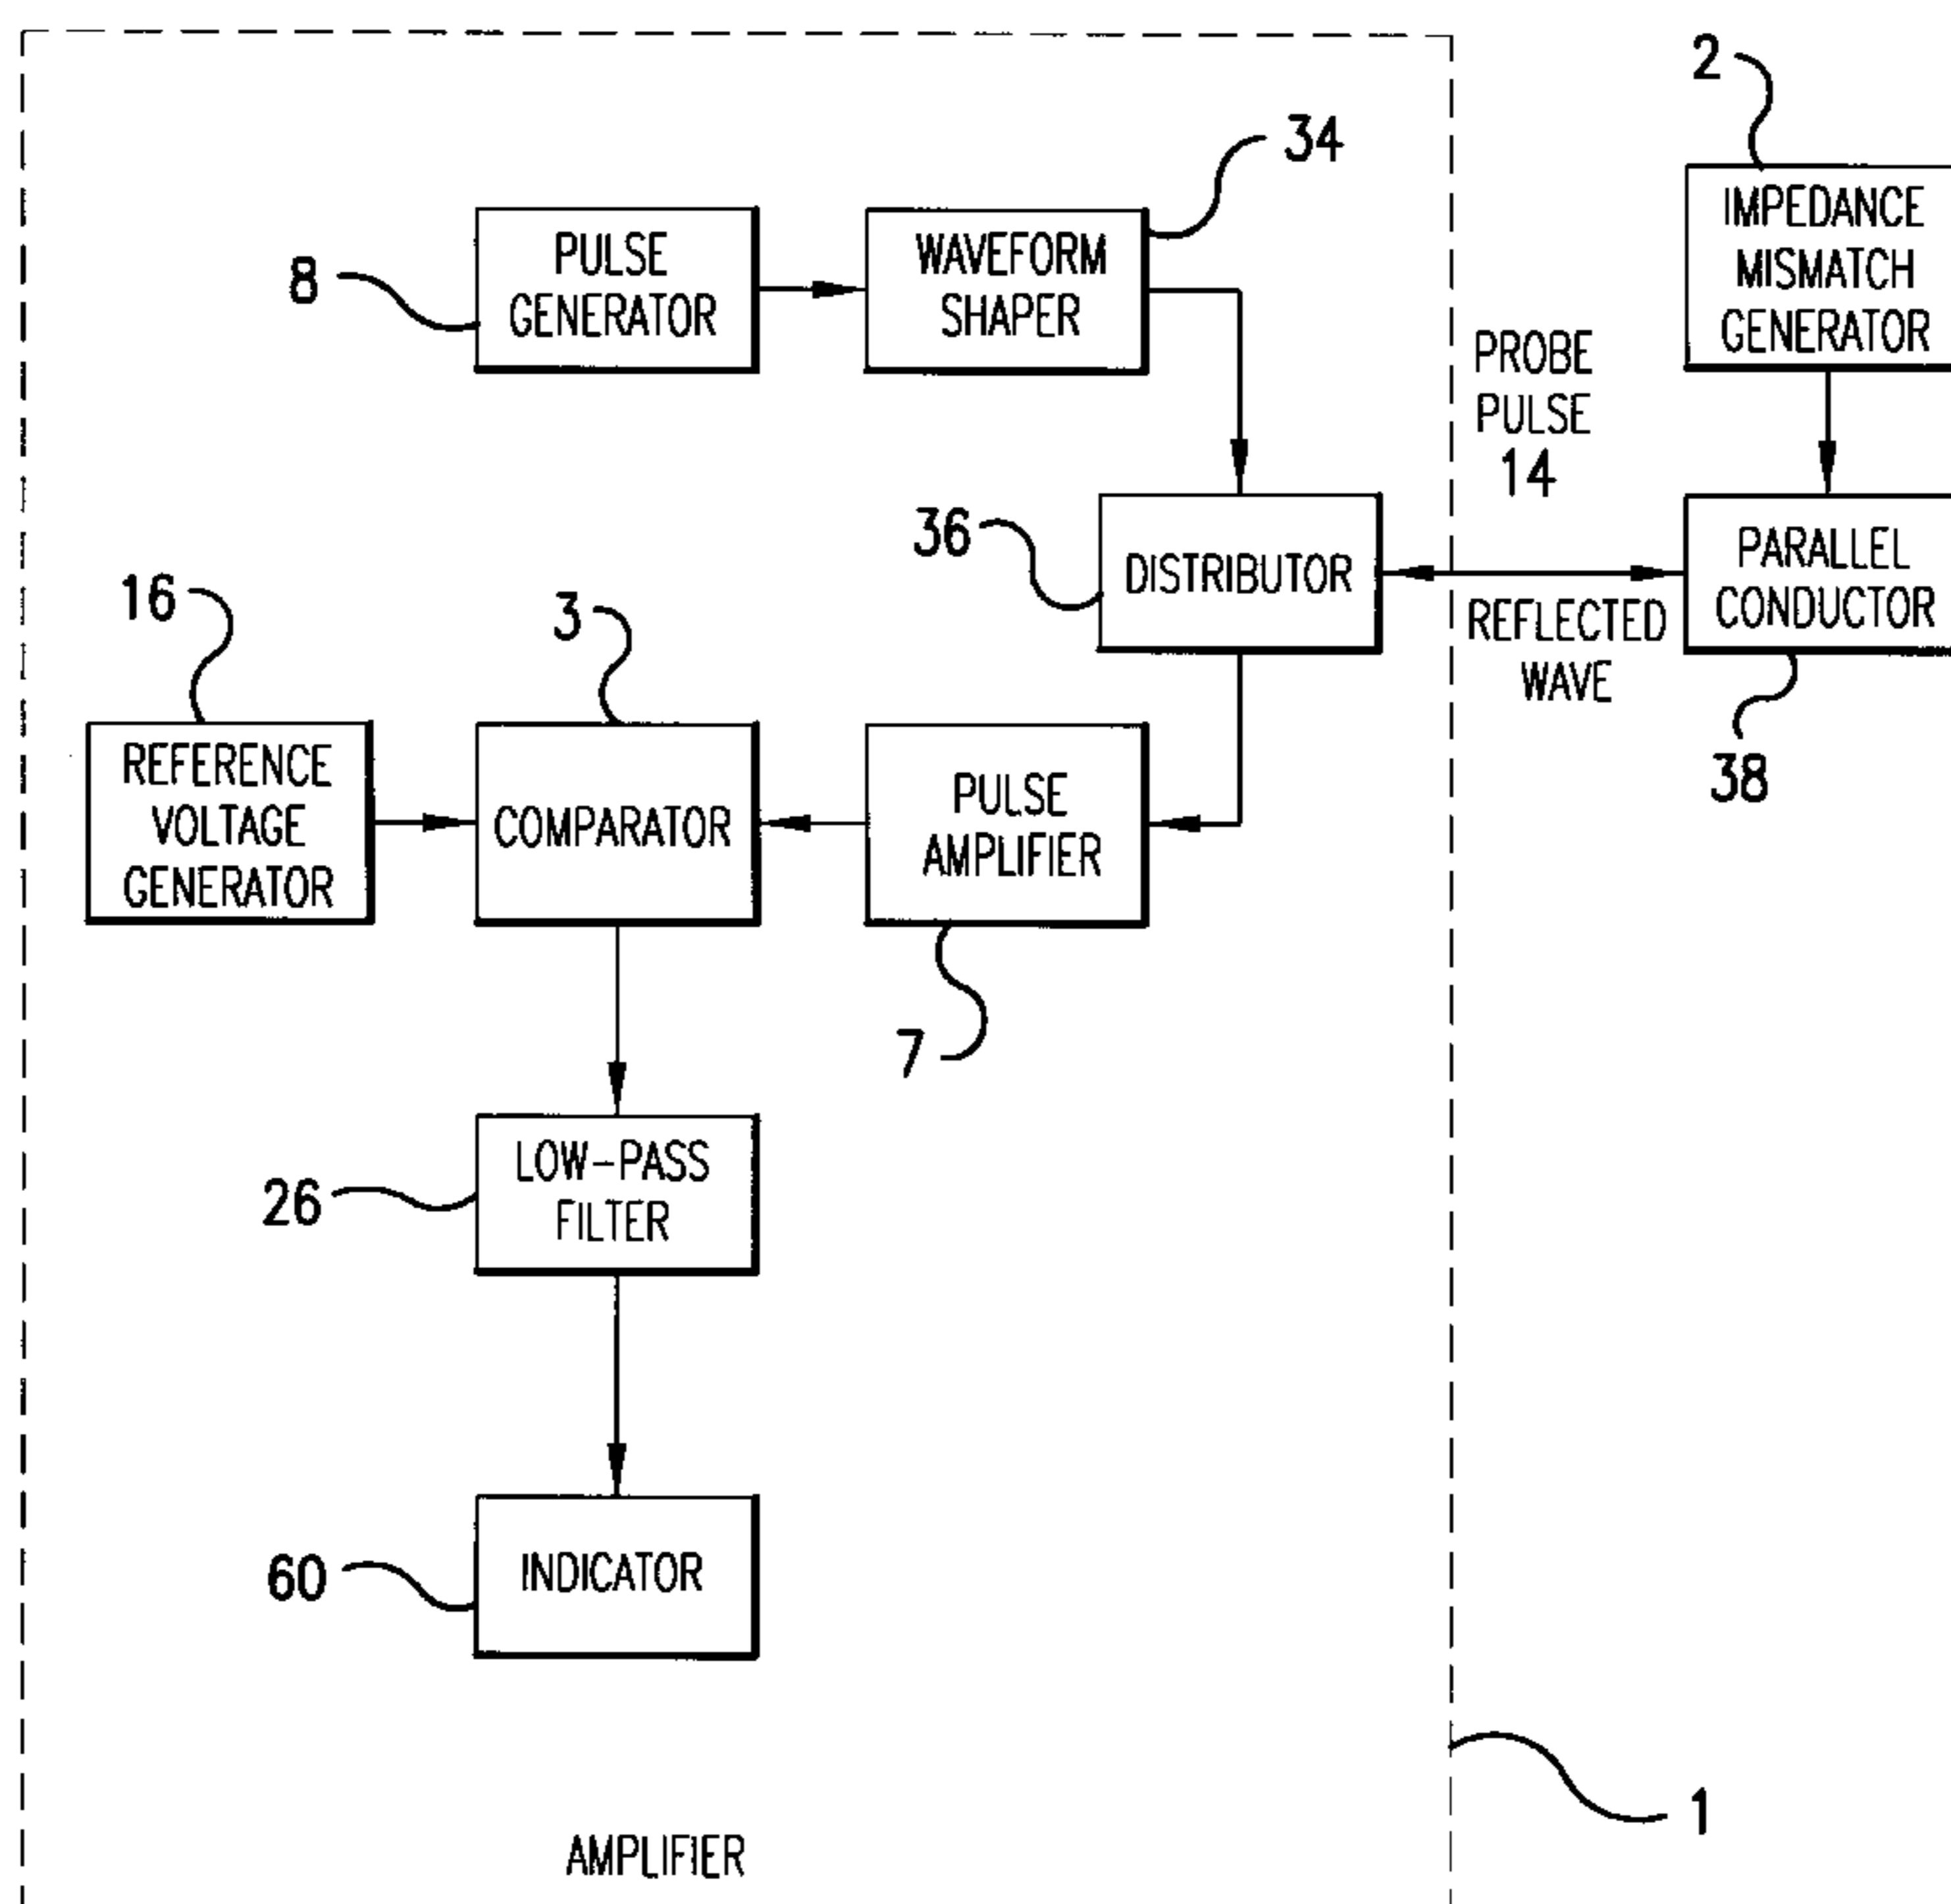 2
34
IMPEDANCE
MISMATCH
GENERATOR
PULSE
GENERATOR
WAVEFORM
SHAPER
8
PROBE
PULSE
14
36
DISTRIBUTOR
PARALLEL
CONDUCTOR
REFLECTED
WAVE
38
16
3
REFERENCE
VOLTAGE
GENERATOR
COMPARATOR
PULSE
AMPLIFIER
7
LOW-PASS
FILTER
26
INDICATOR
60
1
AMPLIFIER